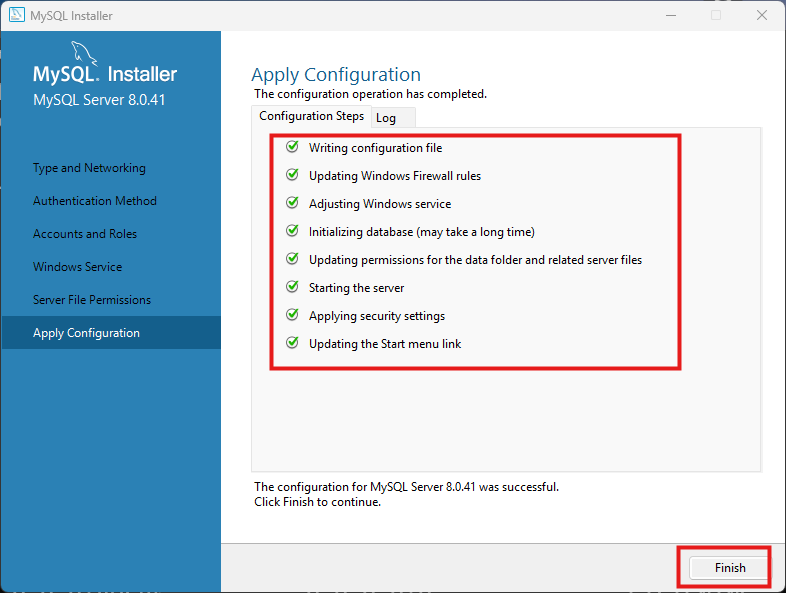 MySQL Installer
MySQL. Installer
MySQL Server 8.0.41
Type and Networking
Authentication Method
Accounts and Roles
Windows Service
Server File Permissions
Apply Configuration
Apply Configuration
The configuration operation has completed.
Configuration Steps Log
Writing configuration file
Updating Windows Firewall rules
Adjusting Windows service
Initializing database (may take a long time)
Updating permissions for the data folder and related server files
Starting the server
Applying security settings
Updating the Start menu link
The configuration for MySQL Server 8.0.41 was successful.
Click Finish to continue.
Finish